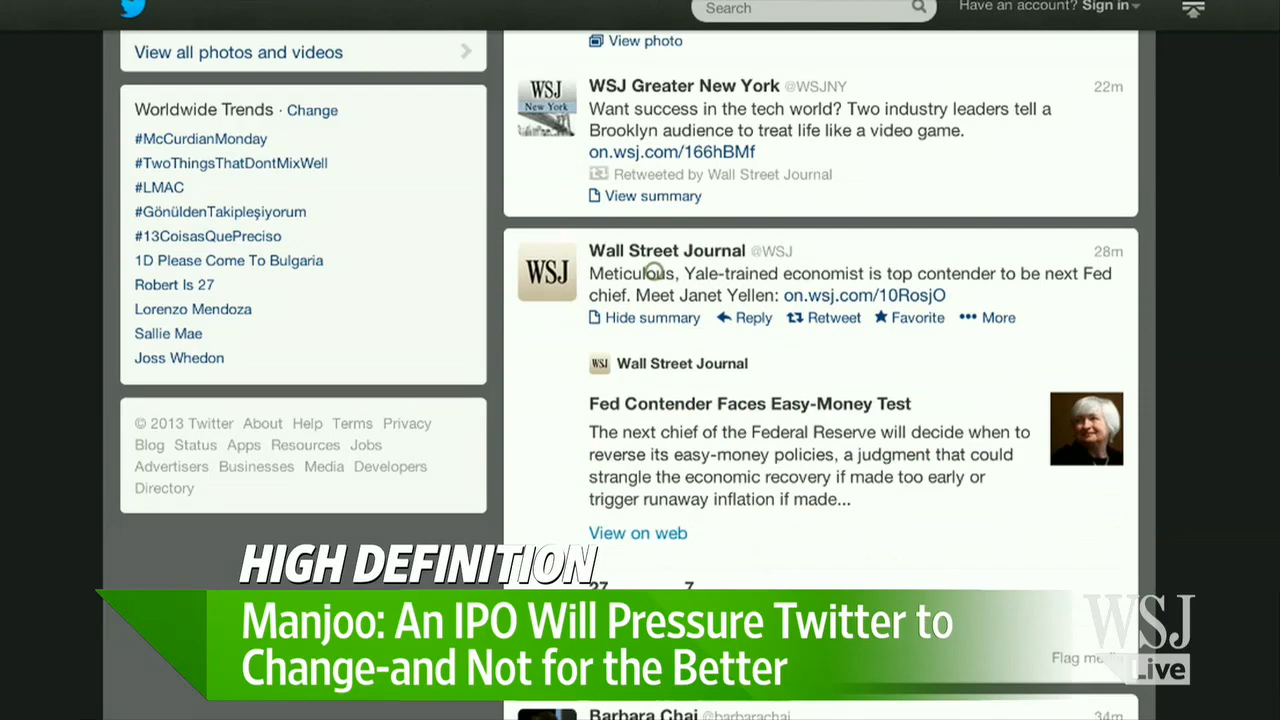 Search
Have an account? Sign in
View all photos and videos
Worldwide Trends · Change
#McCurdianMonday
#TwoThingsThatDontMixWell
#LMAC
#GönüldenTakipleşiyorum
#13CoisasQuePreciso
1D Please Come To Bulgaria
Robert Is 27
Lorenzo Mendoza
Sallie Mae
Joss Whedon
© 2013 Twitter About Help Terms Privacy
Blog Status Apps Resources Jobs
Advertisers Businesses Media Developers
Directory
View photo
WSJ
New York
WSJ Greater New York @WSJNY 22m
Want success in the tech world? Two industry leaders tell a
Brooklyn audience to treat life like a video game.
on.wsj.com/166hBMf
Retweeted by Wall Street Journal
View summary
WSJ
Wall Street Journal @WSJ 28m
Meticulous, Yale-trained economist is top contender to be next Fed
chief. Meet Janet Yellen: on.wsj.com/10RosjO
Hide summary Reply Retweet Favorite More
WSJ Wall Street Journal
Fed Contender Faces Easy-Money Test
The next chief of the Federal Reserve will decide when to
reverse its easy-money policies, a judgment that could
strangle the economic recovery if made too early or
trigger runaway inflation if made...
View on web
27 7
Flag
Barbara Chai @barbarachai 34m
HIGH DEFINITION
Manjoo: An IPO Will Pressure Twitter to
Change-and Not for the Better
WSJ
Live